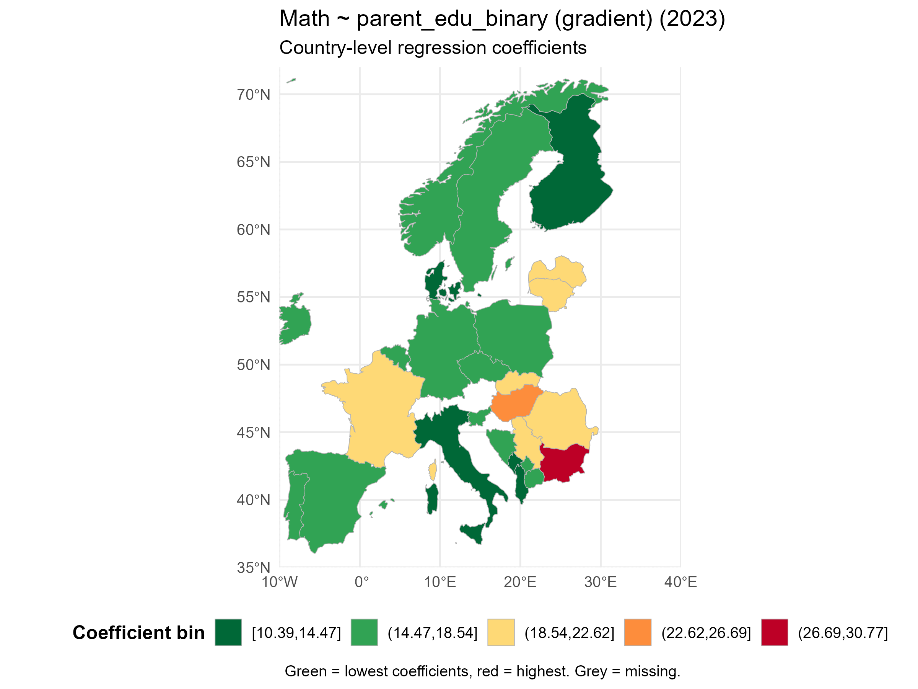 Math ~ parent_edu_binary (gradient) (2023)
Country-level regression coefficients
70°N
65°N
60°N
55°N
50°N
45°N
40°N
35°N
10°W 0° 10°E 20°E 30°E 40°E
Coefficient bin [10.39,14.47] (14.47,18.54] (18.54,22.62] (22.62,26.69] (26.69,30.77]
Green = lowest coefficients, red = highest. Grey = missing.